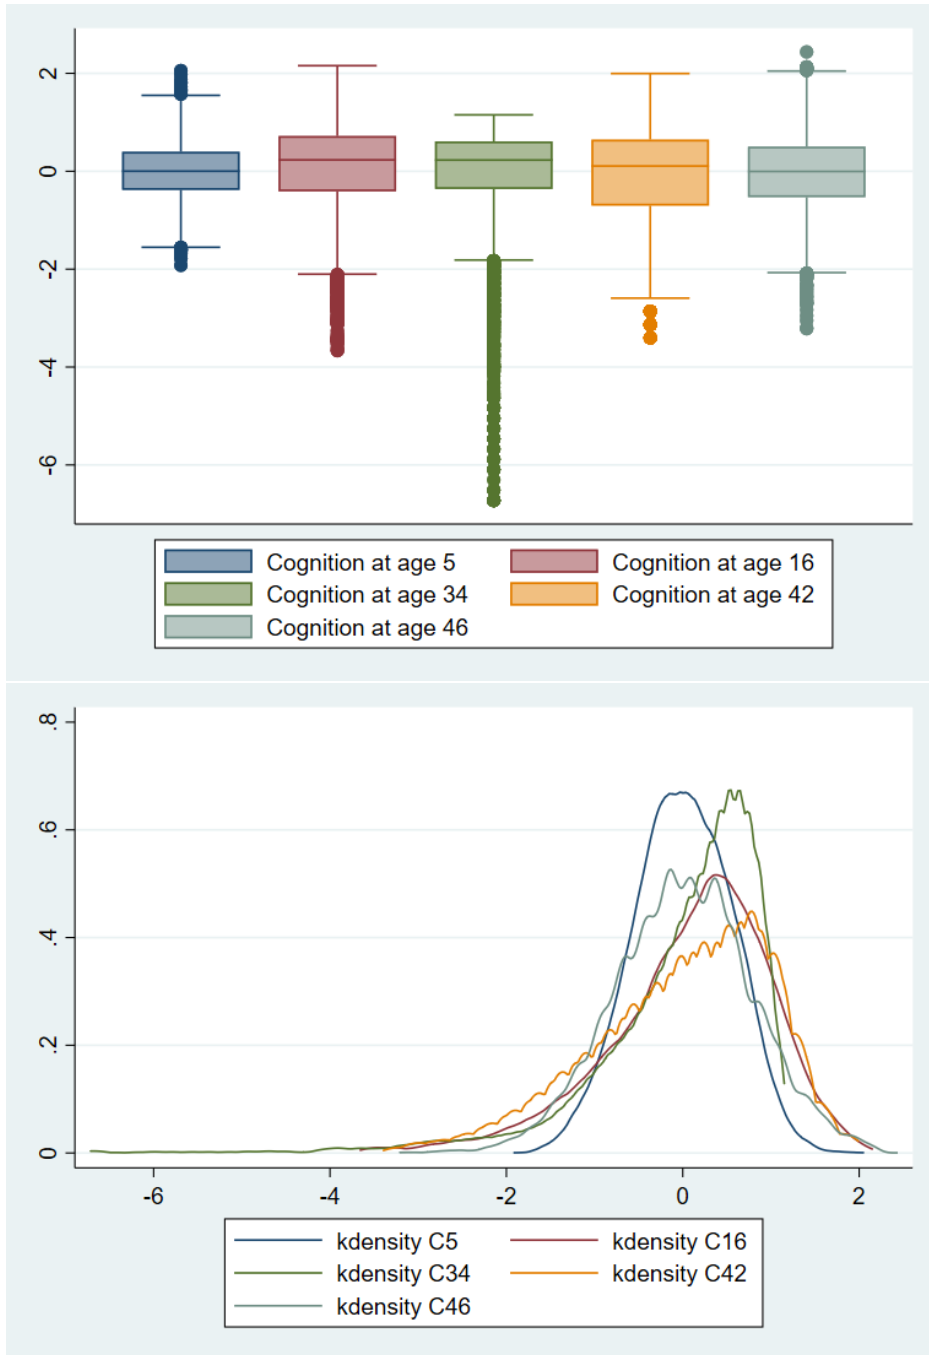 2
0
-2
-4
-6
Cognition at age 5 Cognition at age 16
Cognition at age 34 Cognition at age 42
Cognition at age 46
.8
.6
.4
.2
0
-6 -4 -2 0 2
kdensity C5 kdensity C16
kdensity C34 kdensity C42
kdensity C46